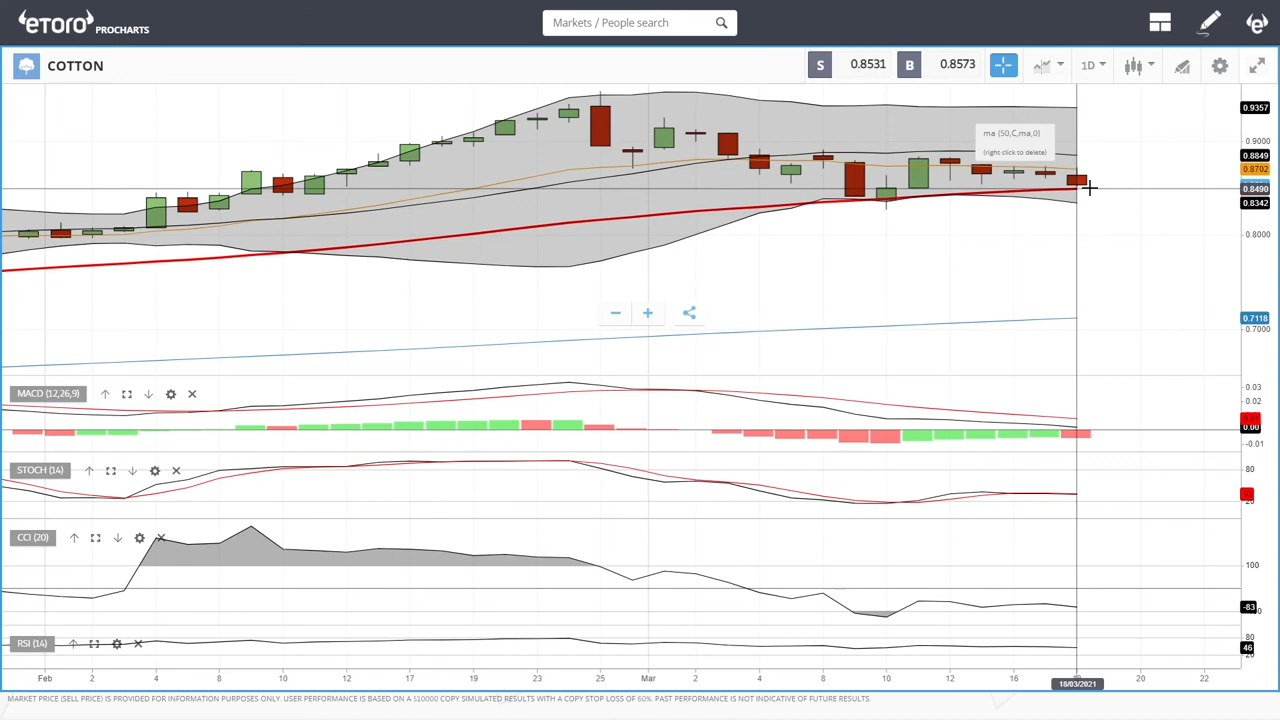 eTORO PROCHARTS
Markets / People search
COTTON
S 0.8531 B 0.8573
1D
ma (50,C,ma,0)
(right click to delete)
0.9357
0.9000
0.8849
0.8702
0.8490
0.8342
0.8000
0.7118
0.7000
MACD (12,26,9)
0.03
0.02
0.01
0.00
-0.01
STOCH (14)
80
20
CCI (20)
100
-83
RSI (14)
80
46
Feb 2 4 8 10 12 17 19 23 25 Mar 2 4 8 10 12 16 20 22
18/03/2021
MARKET PRICE (SELL PRICE) IS PROVIDED FOR INFORMATION PURPOSES ONLY. USER PERFORMANCE IS BASED ON A $10000 COPY SIMULATED RESULTS WITH A COPY STOP LOSS OF 60%. PAST PERFORMANCE IS NOT INDICATIVE OF FUTURE RESULTS.